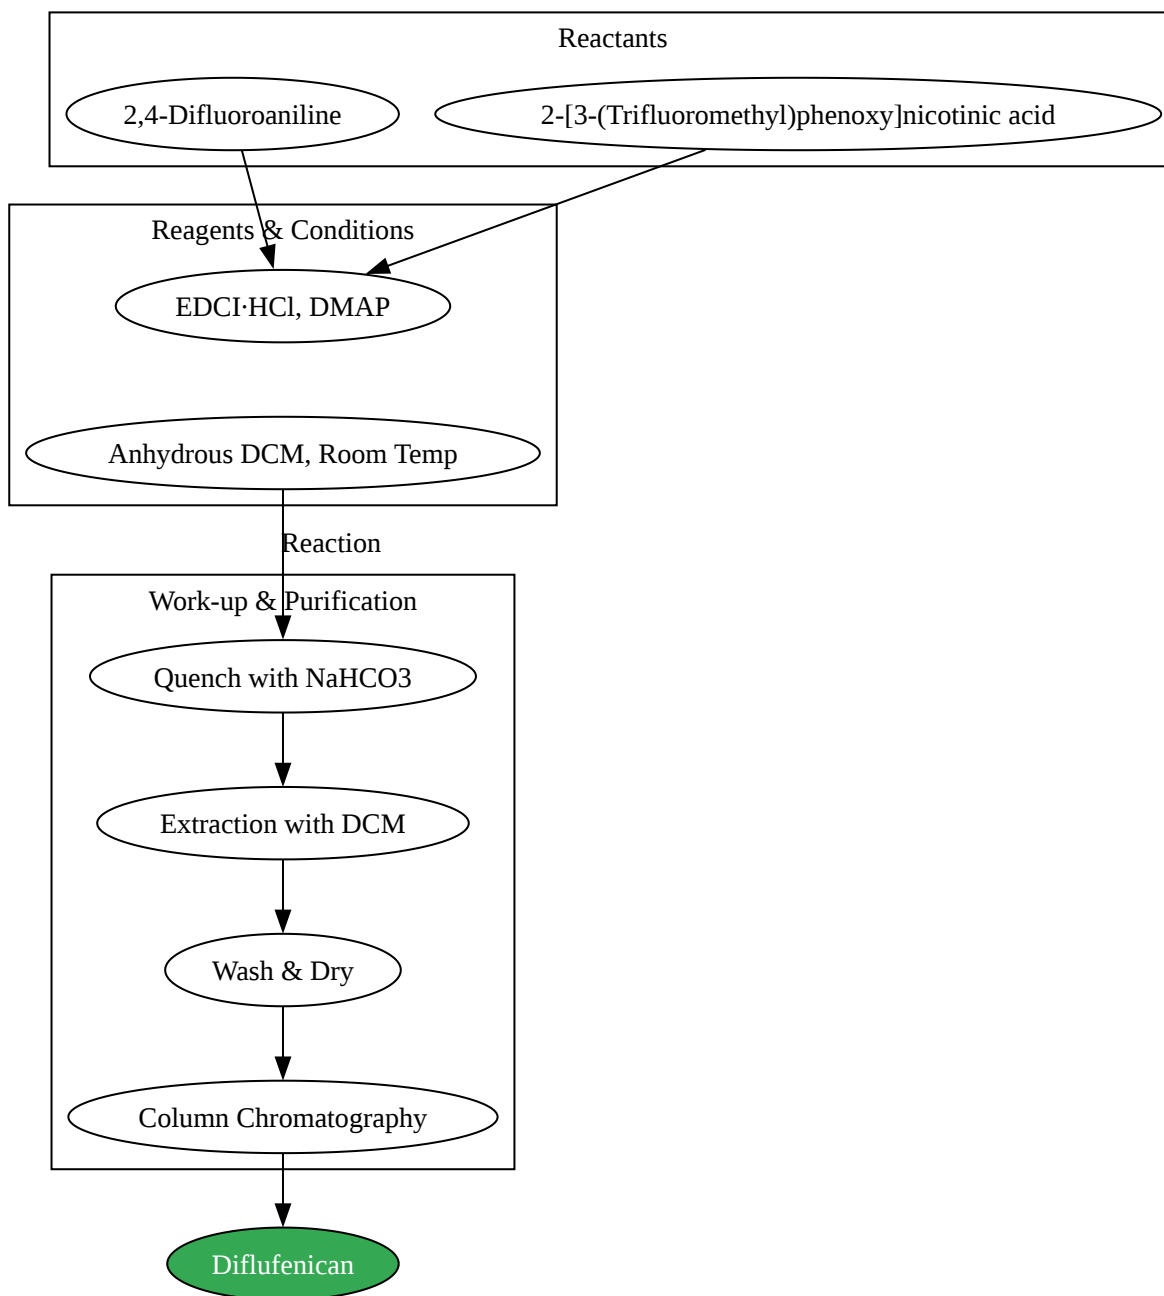 Reactants
2,4-Difluoroaniline
2-[3-(Trifluoromethyl)phenoxy]nicotinic acid
Reagents & Conditions
EDCI·HCl, DMAP
Anhydrous DCM, Room Temp
Reaction
Work-up & Purification
Quench with NaHCO3
Extraction with DCM
Wash & Dry
Column Chromatography
Diflufenican